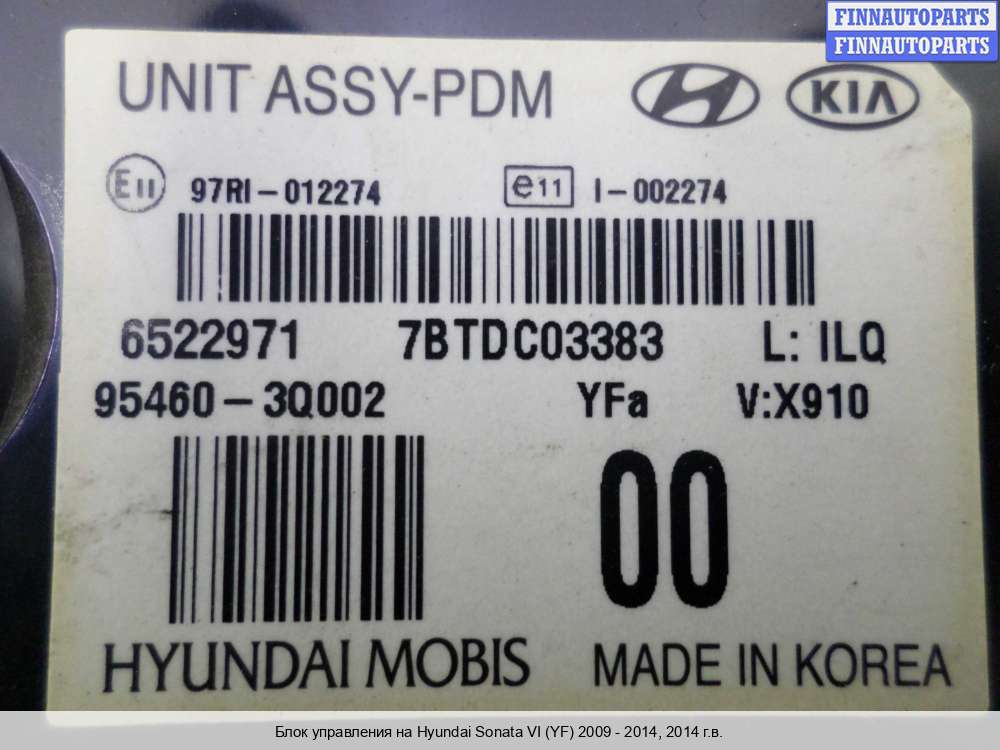 FINNAUTOPARTS
FINNAUTOPARTS
UNIT ASSY-PDM KIA
E11 97RI-012274 e11 I-002274
6522971 7BTDC03383 L: ILQ
95460-3Q002 YFa V:X910
00
HYUNDAI MOBIS MADE IN KOREA
Блок управления на Hyundai Sonata VI (YF) 2009 - 2014, 2014 г.в.